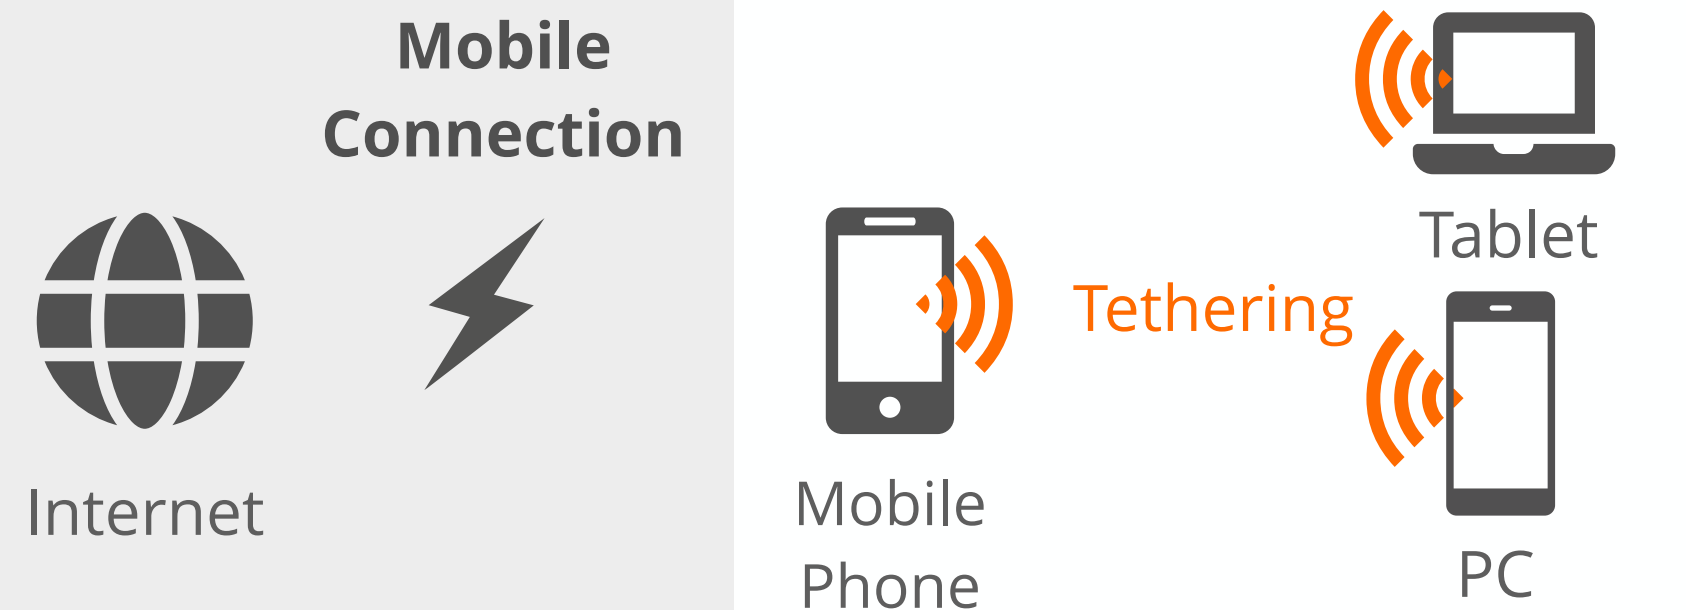 Mobile
Connection
Internet
Mobile
Phone
Tethering
Tablet
PC